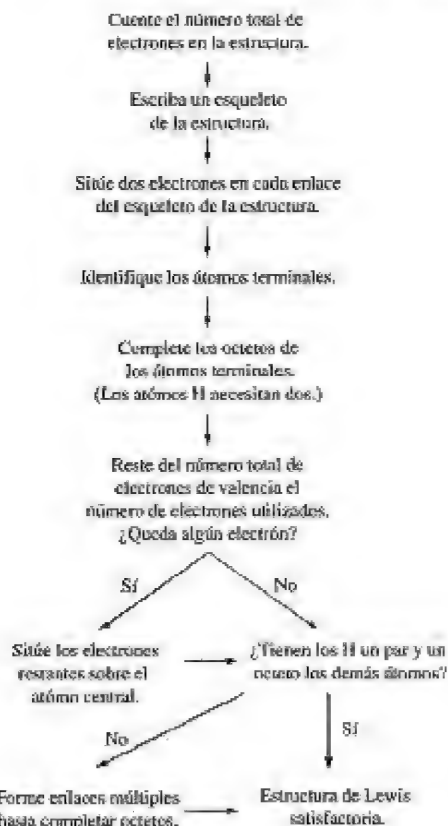 Cuente el número total de
electrones en la estructura.
Escriba un esqueleto
de la estructura.
Sitúe dos electrones en cada enlace
del esqueleto de la estructura.
Identifique los átomos terminales.
Complete los octetos de
los átomos terminales.
(Los atómos H necesitan dos.)
Reste del número total de
electrones de valencia el
número de electrones utilizados.
¿Queda algún electrón?
Sí
No
Sitúe los electrones
restantes sobre el
átomo central.
¿Tienen los H un par y un
octeto los demás átomos?
No
Sí
Forme enlaces múltiples
hasta completar octetos.
Estructura de Lewis
satisfactoria.